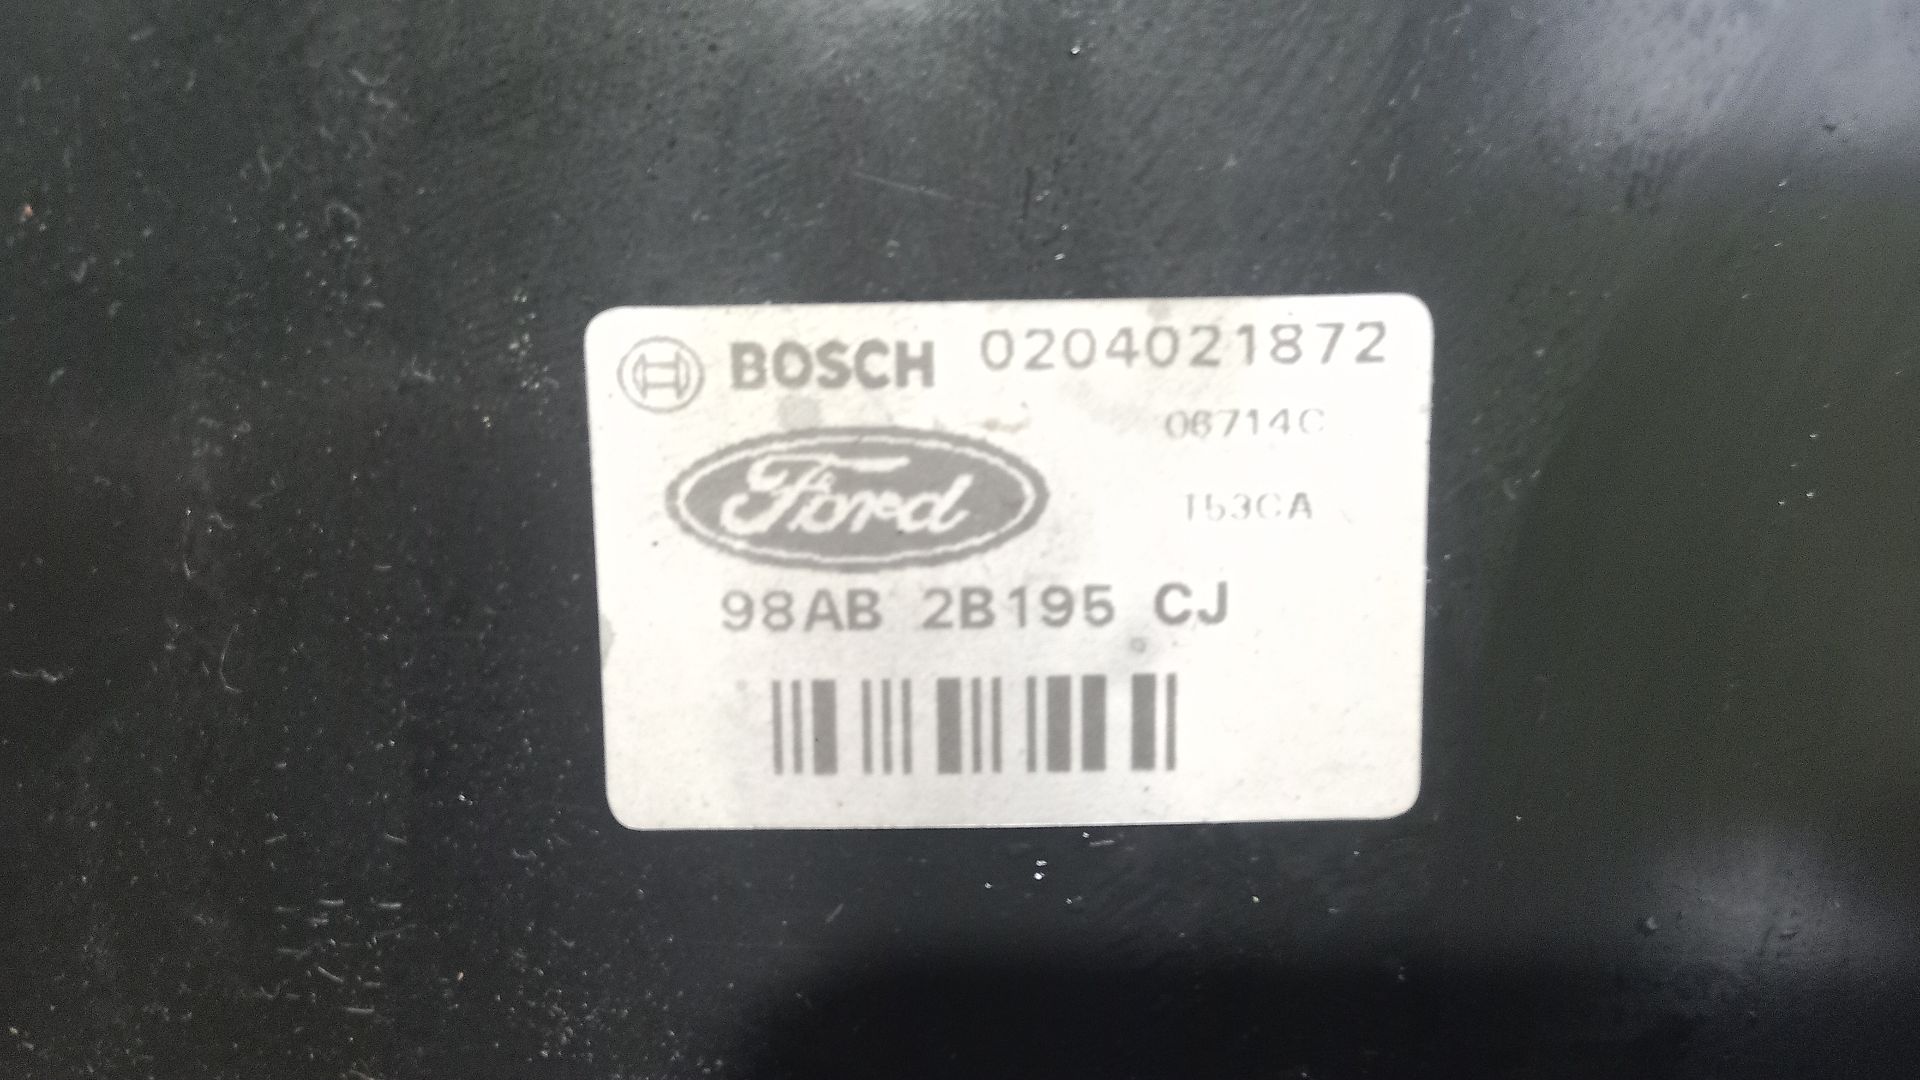 BOSCH 0204021872
06714C
Ford
T53CA
98AB 2B195 CJ